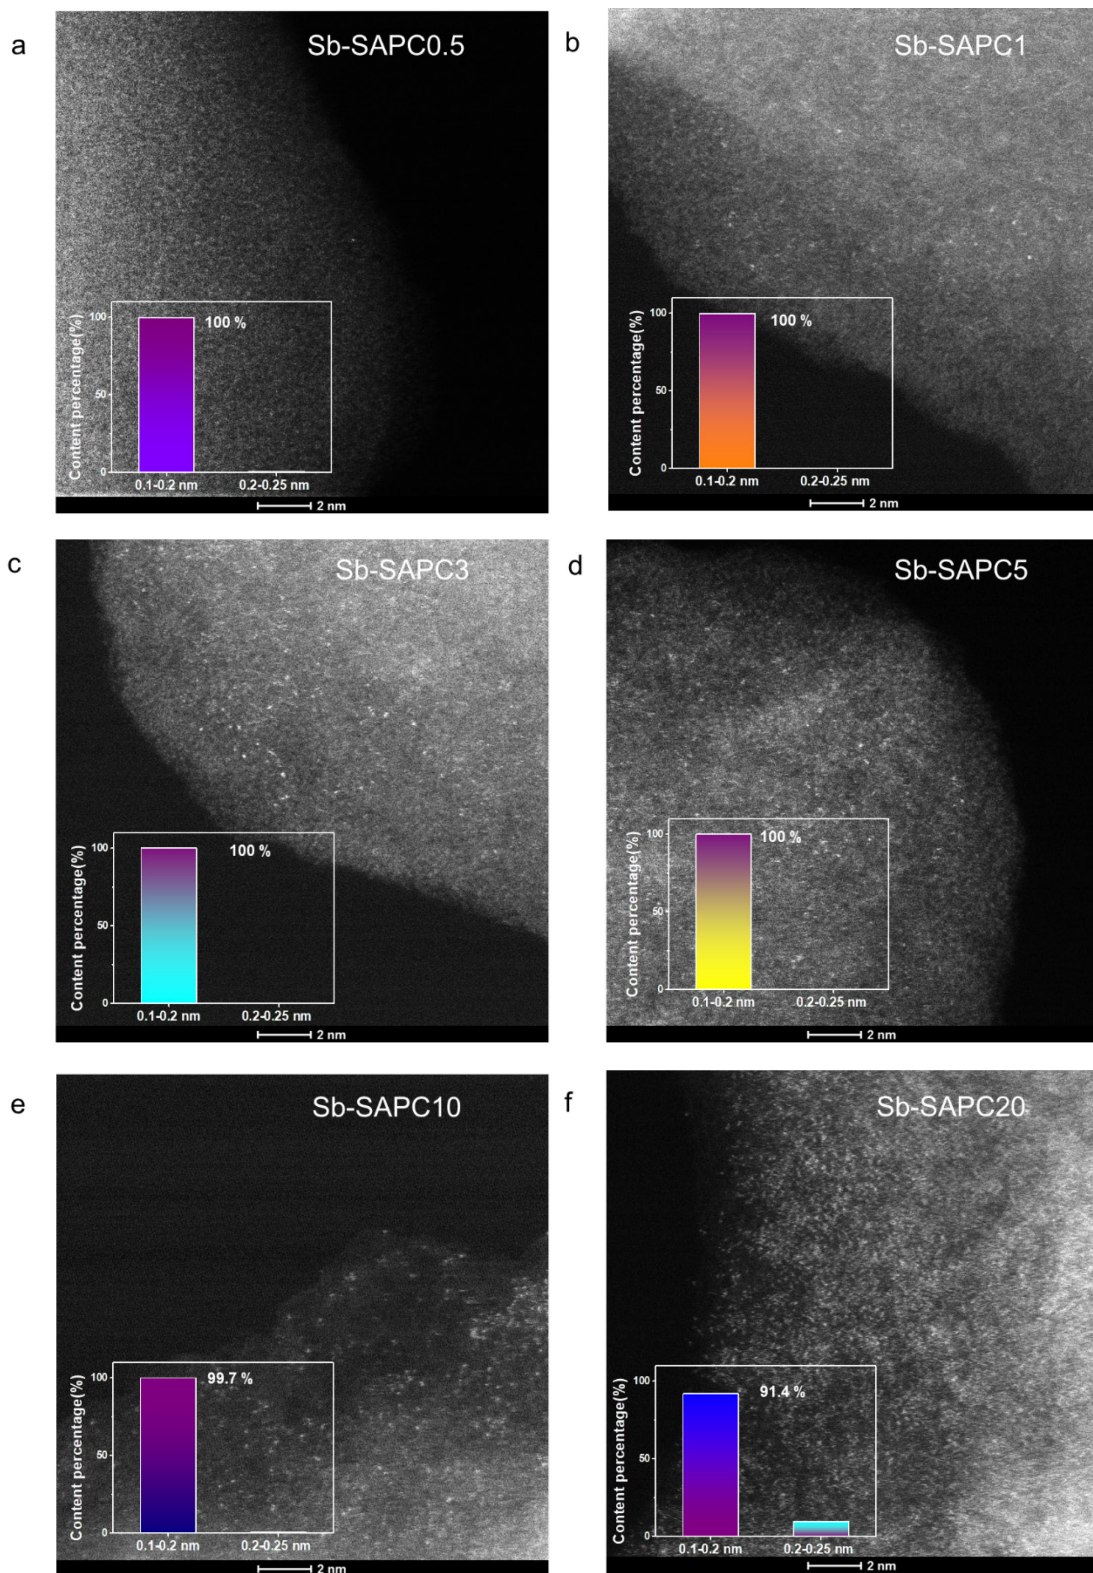 a
Sb-SAPC0.5
Content percentage(%)
100
50
0
100 %
0.1-0.2 nm
0.2-0.25 nm
2 nm
b
Sb-SAPC1
Content percentage(%)
100
50
0
100 %
0.1-0.2 nm
0.2-0.25 nm
2 nm
c
Sb-SAPC3
Content percentage(%)
100
50
0
100 %
0.1-0.2 nm
0.2-0.25 nm
2 nm
d
Sb-SAPC5
Content percentage(%)
100
50
0
100 %
0.1-0.2 nm
0.2-0.25 nm
2 nm
e
Sb-SAPC10
Content percentage(%)
100
50
0
99.7 %
0.1-0.2 nm
0.2-0.25 nm
2 nm
f
Sb-SAPC20
Content percentage(%)
100
50
0
91.4 %
0.1-0.2 nm
0.2-0.25 nm
2 nm